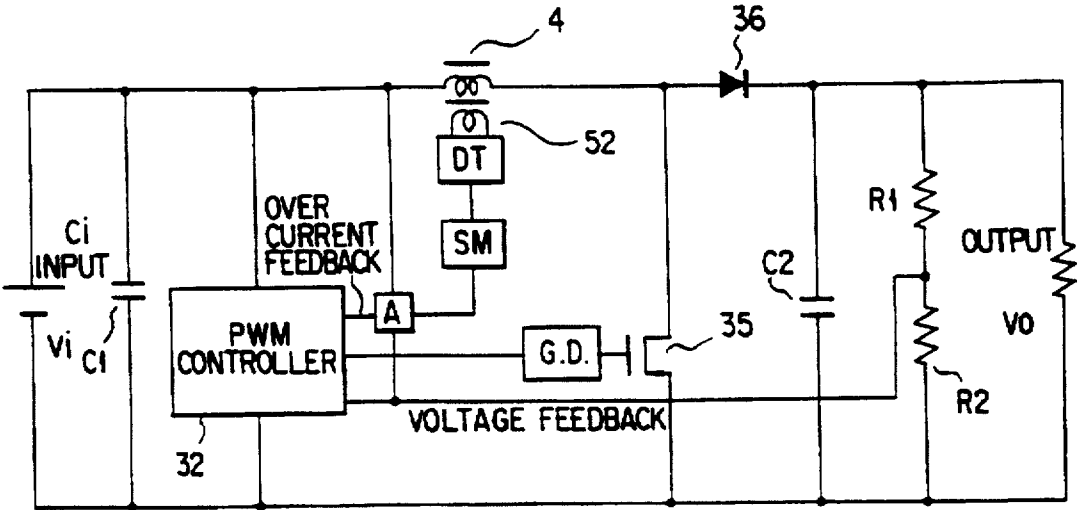 4
36
52
DT
OVER
CURRENT
FEEDBACK
SM
Ci
INPUT
Vi
C1
A
PWM
CONTROLLER
G.D.
35
C2
R1
OUTPUT
Vo
R2
VOLTAGE FEEDBACK
32